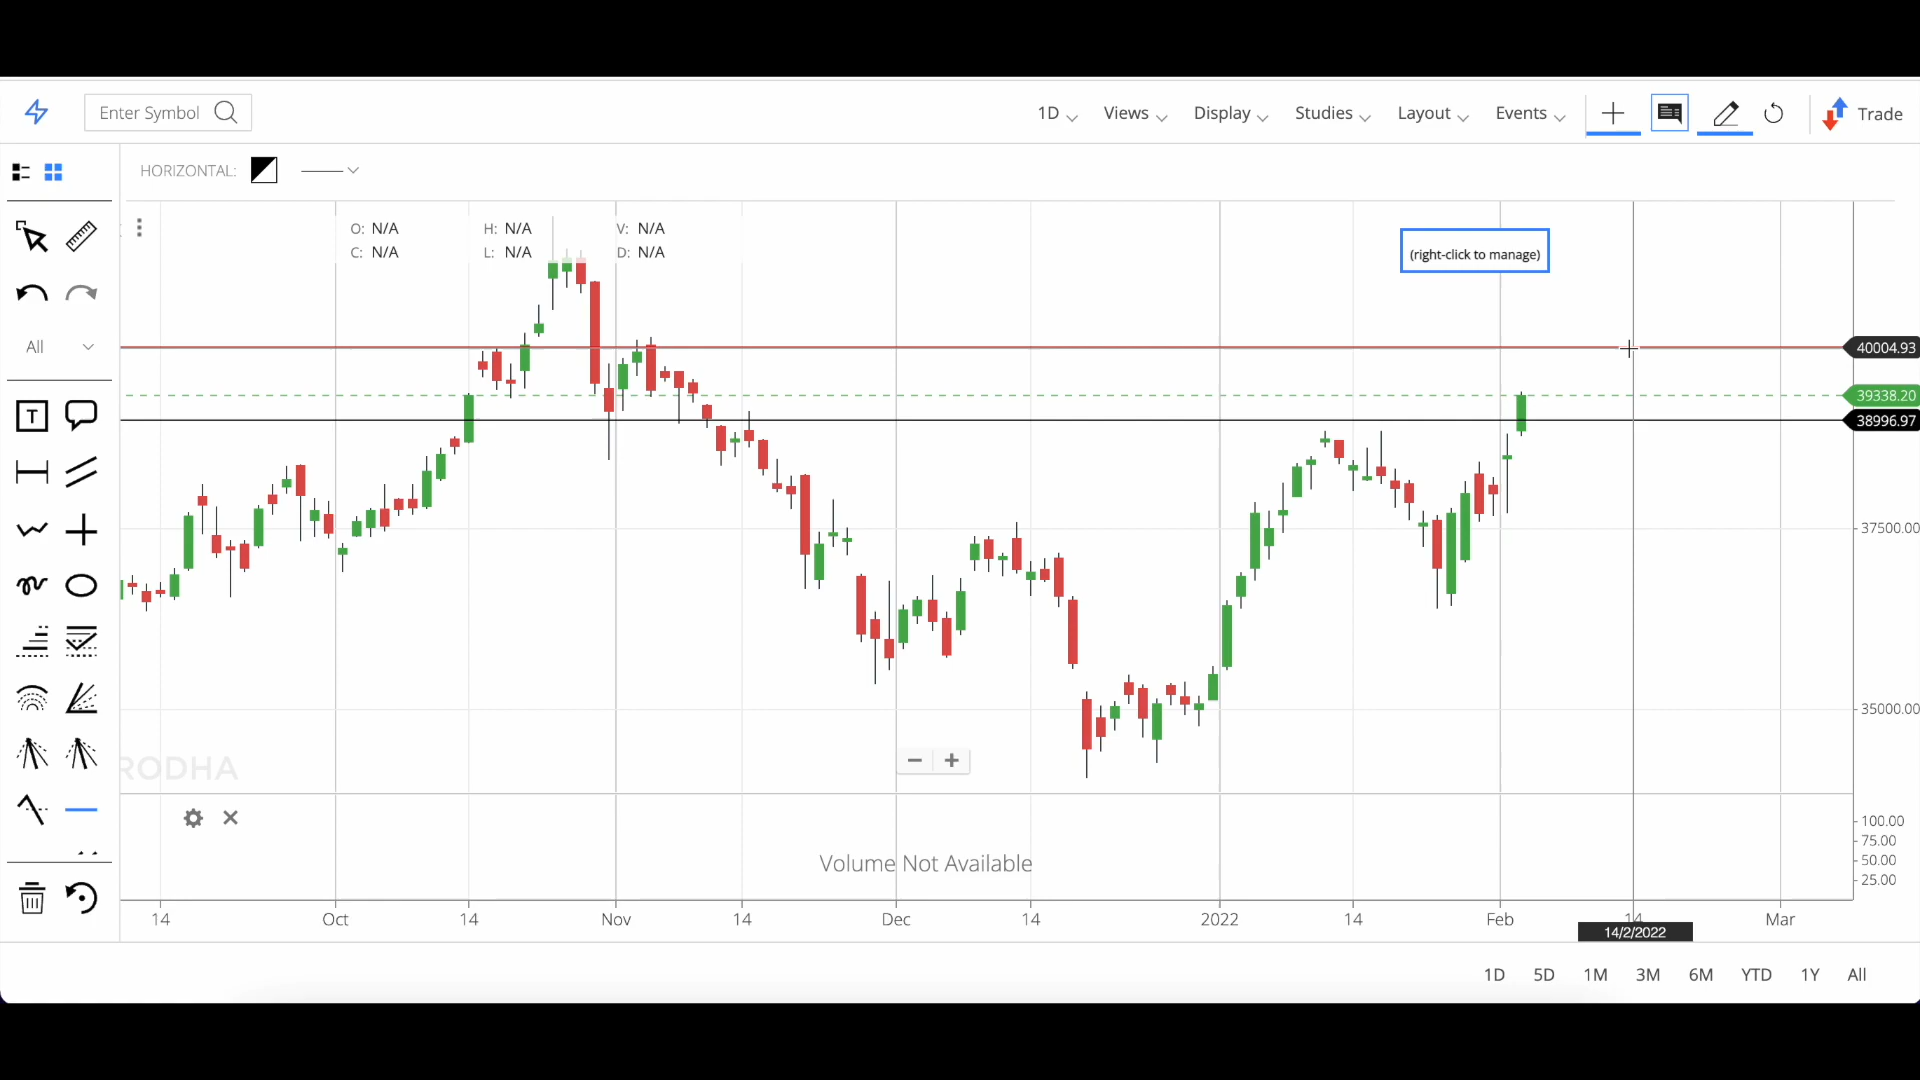 Enter Symbol
1D
Views
Display
Studies
Layout
Events
Trade
HORIZONTAL:
O: N/A H: N/A V: N/A
C: N/A L: N/A D: N/A
(right-click to manage)
All
40004.93
39338.20
38996.97
T
37500.00
35000.00
RODHA
100.00
75.00
Volume Not Available
50.00
25.00
14 Oct 14 Nov 14 Dec 14 2022 14 Feb 14 Mar
14/2/2022
1D 5D 1M 3M 6M YTD 1Y All